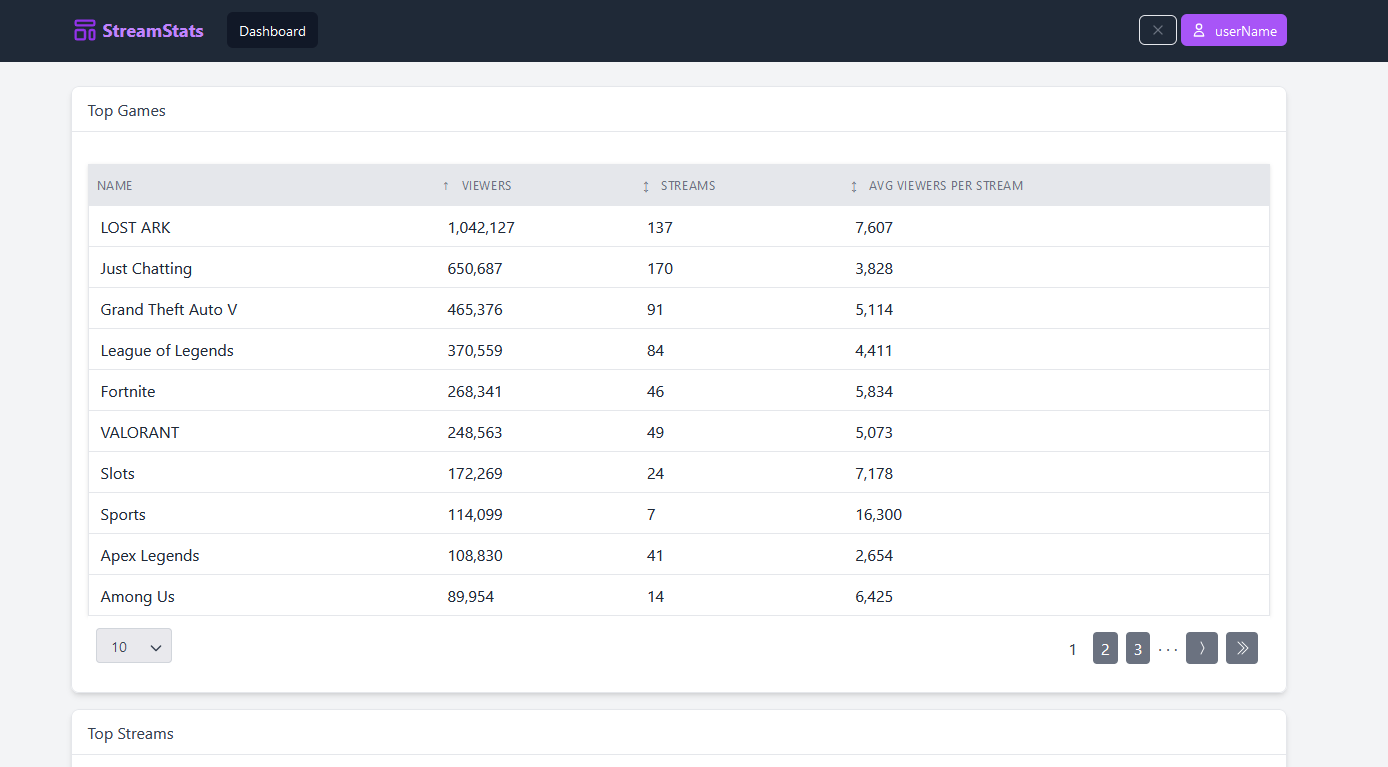 StreamStats Dashboard userName
Top Games
NAME VIEWERS STREAMS AVG VIEWERS PER STREAM
LOST ARK 1,042,127 137 7,607
Just Chatting 650,687 170 3,828
Grand Theft Auto V 465,376 91 5,114
League of Legends 370,559 84 4,411
Fortnite 268,341 46 5,834
VALORANT 248,563 49 5,073
Slots 172,269 24 7,178
Sports 114,099 7 16,300
Apex Legends 108,830 41 2,654
Among Us 89,954 14 6,425
10 1 2 3 ···
Top Streams